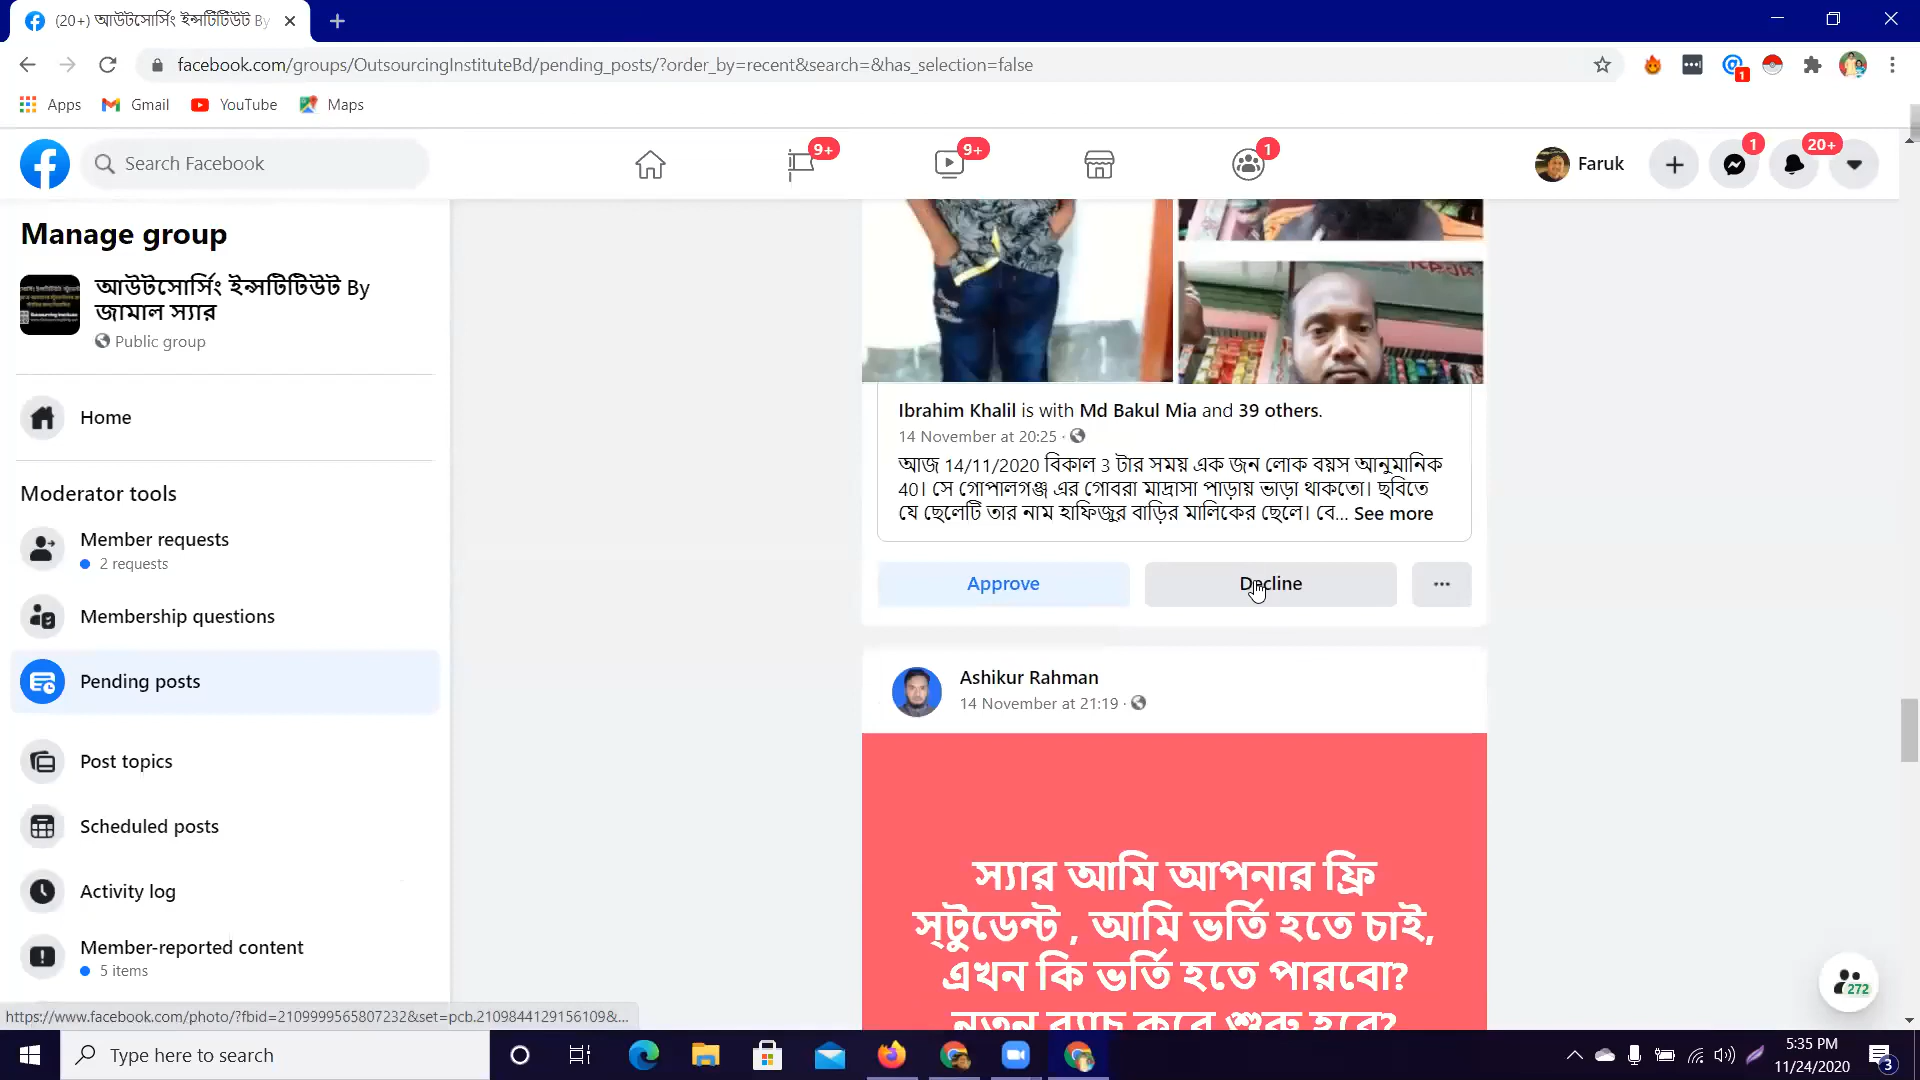 (20+) আউটসোর্সিং ইন্সটিটিউট By
facebook.com/groups/OutsourcingInstituteBd/pending_posts/?order_by=recent&search=&has_selection=false
1
Apps
Gmail
YouTube
Maps
Search Facebook
9+
9+
1
Faruk
1
20+
Manage group
আউটসোর্সিং ইন্সটিটিউট By
জামাল স্যার
Public group
Home
Moderator tools
Member requests
2 requests
Membership questions
Pending posts
Post topics
Scheduled posts
Activity log
Member-reported content
5 items
Ibrahim Khalil is with Md Bakul Mia and 39 others.
14 November at 20:25 ·
আজ 14/11/2020 বিকাল 3 টার সময় এক জন লোক বয়স আনুমানিক
40। সে গোপালগঞ্জ এর গোবরা মাদ্রাসা পাড়ায় ভাড়া থাকতো। ছবিতে
যে ছেলেটি তার নাম হাফিজুর বাড়ির মালিকের ছেলে। বে... See more
Approve
Decline
Ashikur Rahman
14 November at 21:19 ·
স্যার আমি আপনার ফ্রি
স্টুডেন্ট , আমি ভর্তি হতে চাই,
এখন কি ভর্তি হতে পারবো?
নতুন ব্যাচ কবে শুরু হবে?
272
https://www.facebook.com/photo/?fbid=2109999565807232&set=pcb.2109844129156109&...
Type here to search
5:35 PM
11/24/2020
3